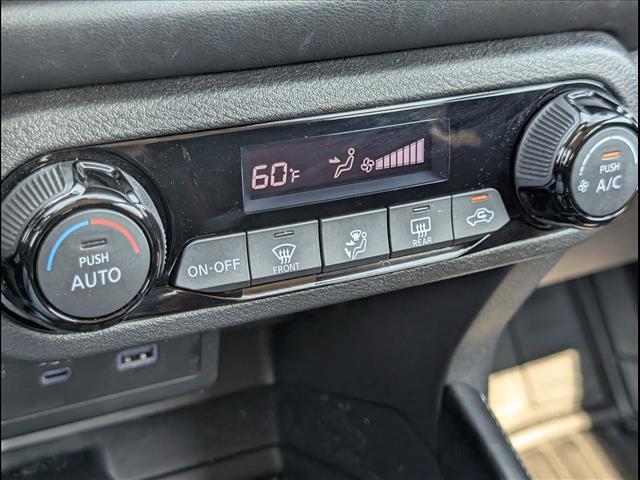 60°F
PUSH
A/C
PUSH
AUTO
ON·OFF
FRONT
REAR